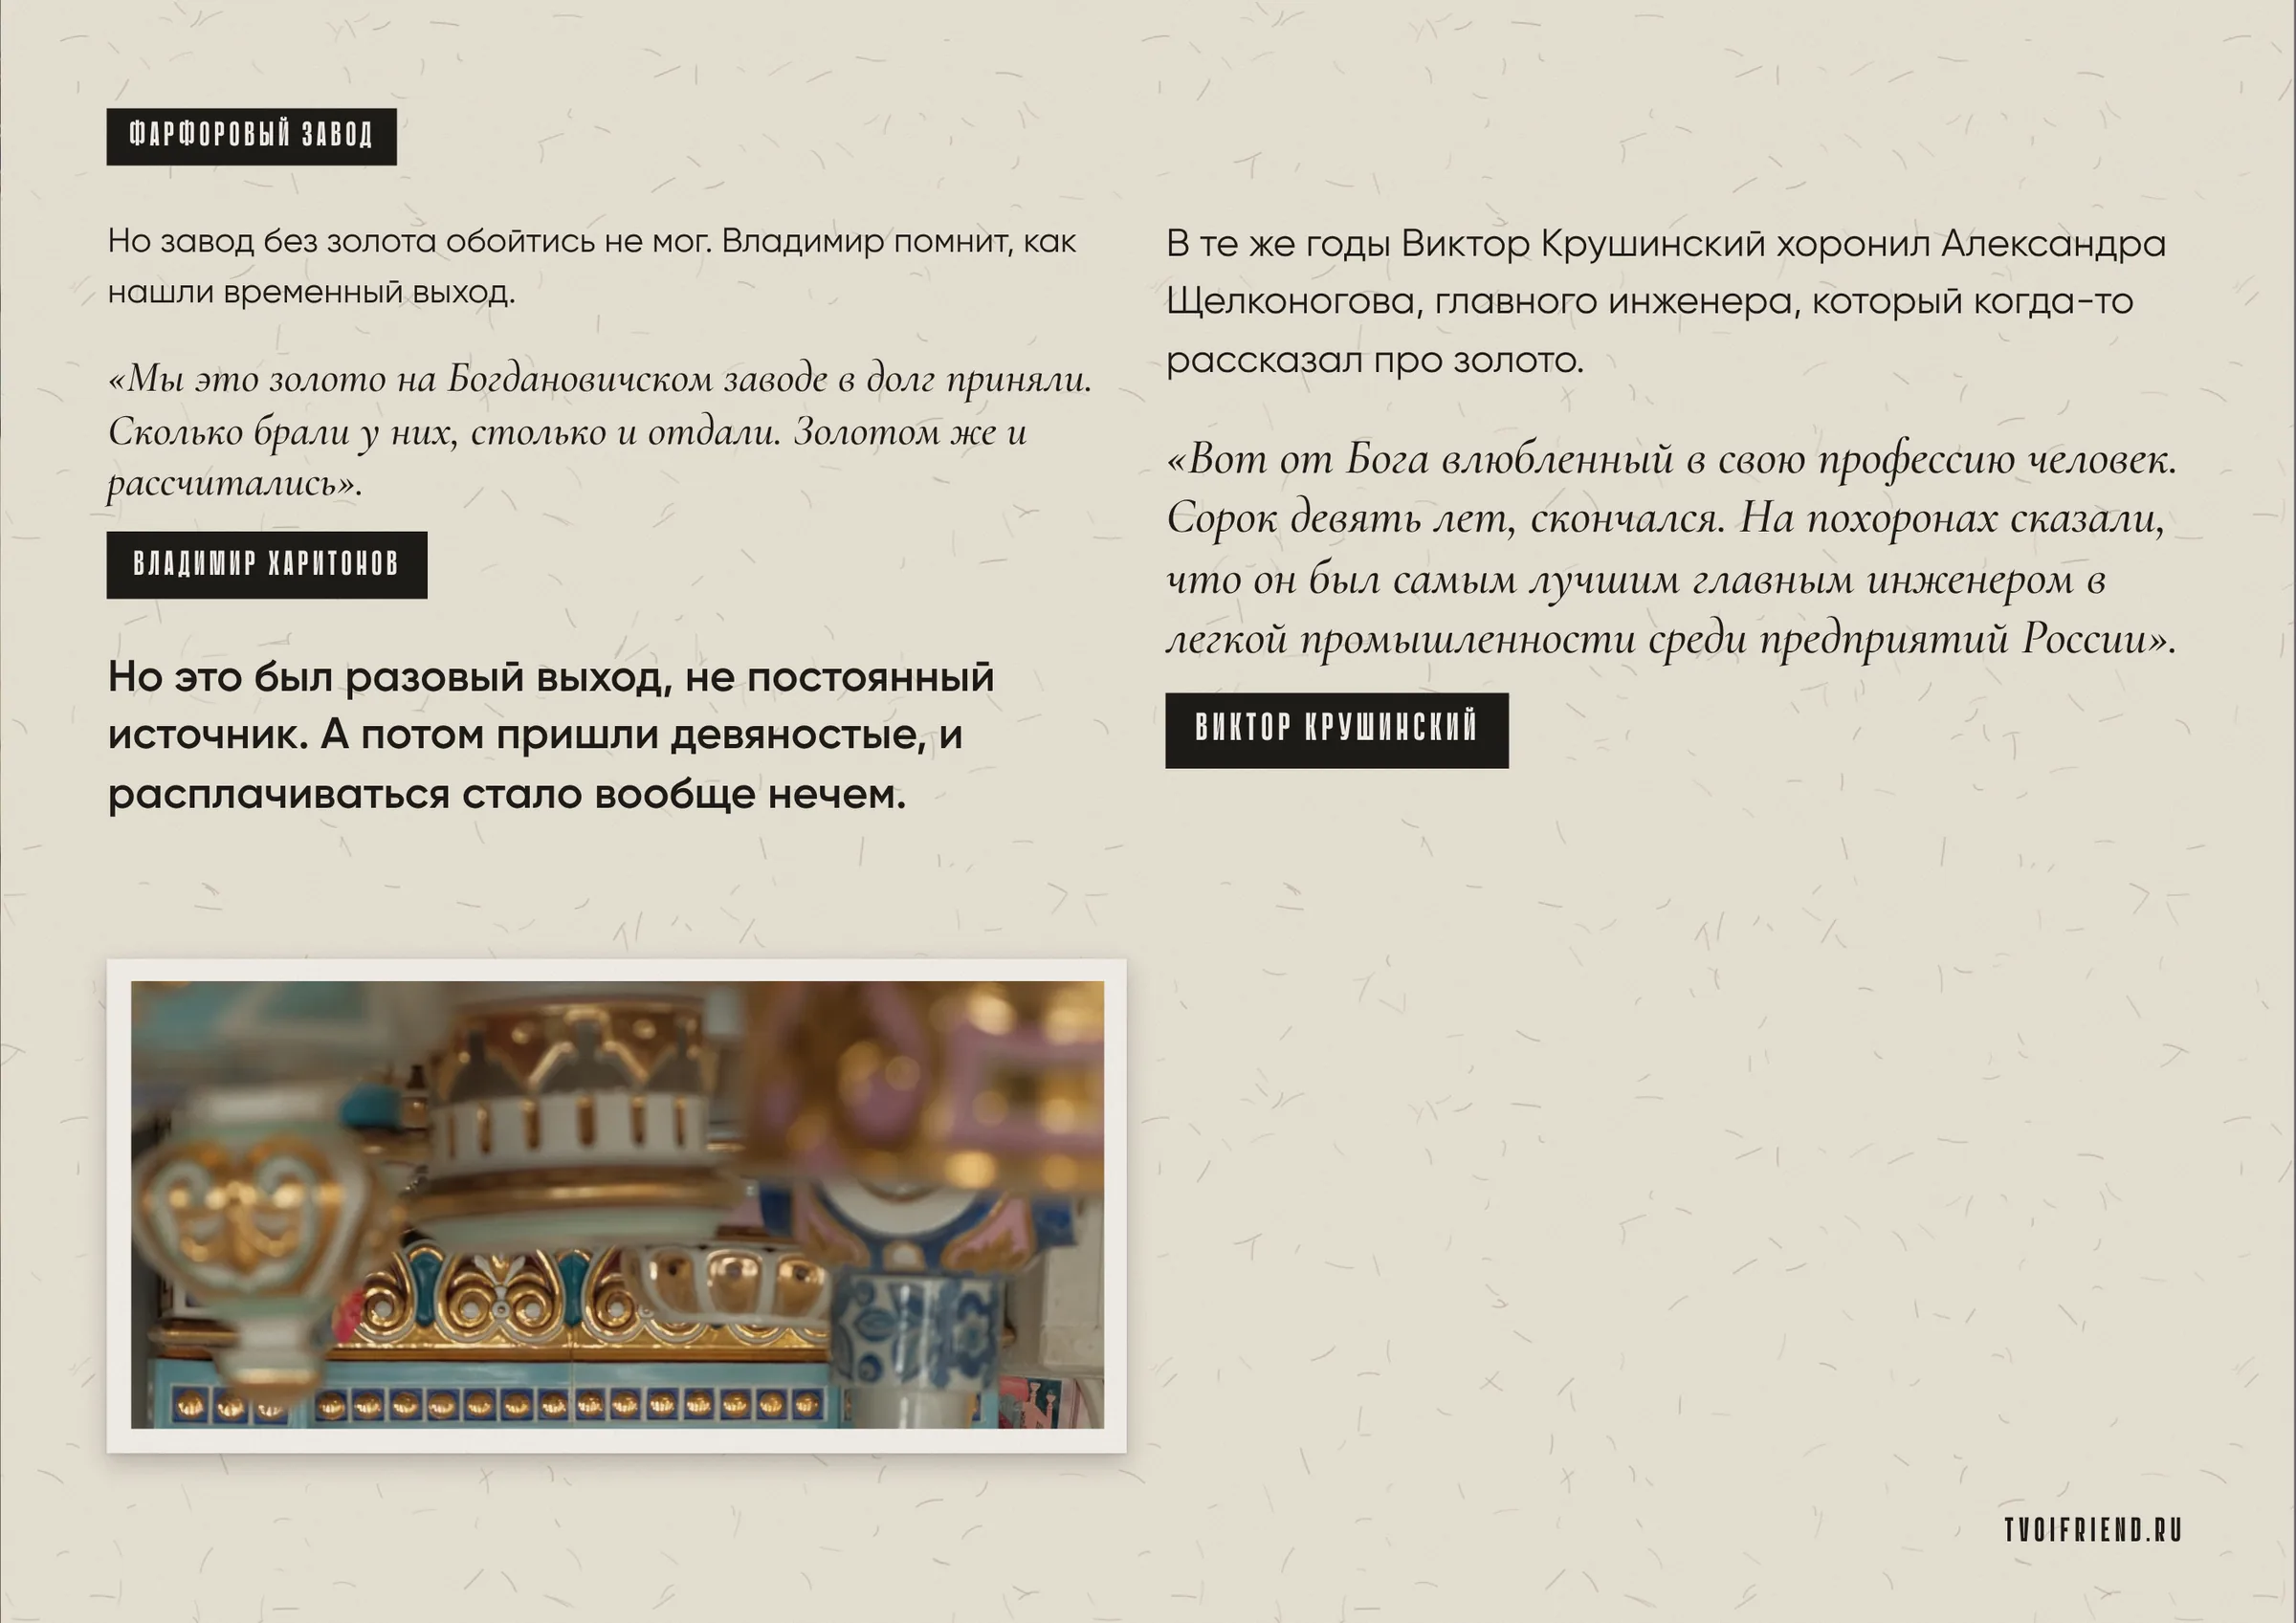 ФАРФОРОВЫЙ ЗАВОД
Но завод без золота обойтись не мог. Владимир помнит, как
нашли временный выход.
«Мы это золото на Богдановичском заводе в долг приняли.
Сколько брали у них, столько и отдали. Золотом же и
рассчитались».
ВЛАДИМИР ХАРИТОНОВ
Но это был разовый выход, не постоянный
источник. А потом пришли девяностые, и
расплачиваться стало вообще нечем.
В те же годы Виктор Крушинский хоронил Александра
Щелконогова, главного инженера, который когда-то
рассказал про золото.
«Вот от Бога влюбленный в свою профессию человек.
Сорок девять лет, скончался. На похоронах сказали,
что он был самым лучшим главным инженером в
легкой промышленности среди предприятий России».
ВИКТОР КРУШИНСКИЙ
TVOIFRIEND.RU